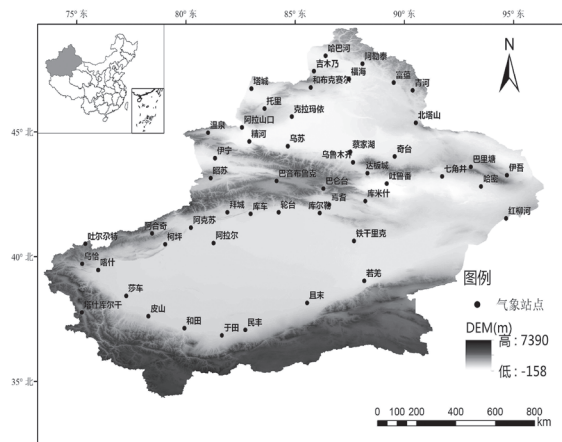 75° 东
80° 东
85° 东
90° 东
95° 东
N
哈巴河
吉木乃
阿勒泰
塔城
和布克赛尔
福海
富蕴
青河
托里
克拉玛依
北塔山
45° 北
温泉
阿拉山口
精河
乌苏
蔡家湖
乌鲁木齐
奇台
伊宁
达坂城
七角井
巴里塘
伊吾
昭苏
巴音布鲁克
巴仑台
吐鲁番
哈密
焉耆
库米什
拜城
库车
轮台
库尔勒
红柳河
阿合奇
阿克苏
吐尔尕特
柯坪
阿拉尔
铁干里克
40° 北
乌恰
喀什
若羌
莎车
且末
塔什库尔干
皮山
和田
于田
民丰
35° 北
图例
气象站点
DEM(m)
高 : 7390
低 : -158
0 100 200 400 600 800
km